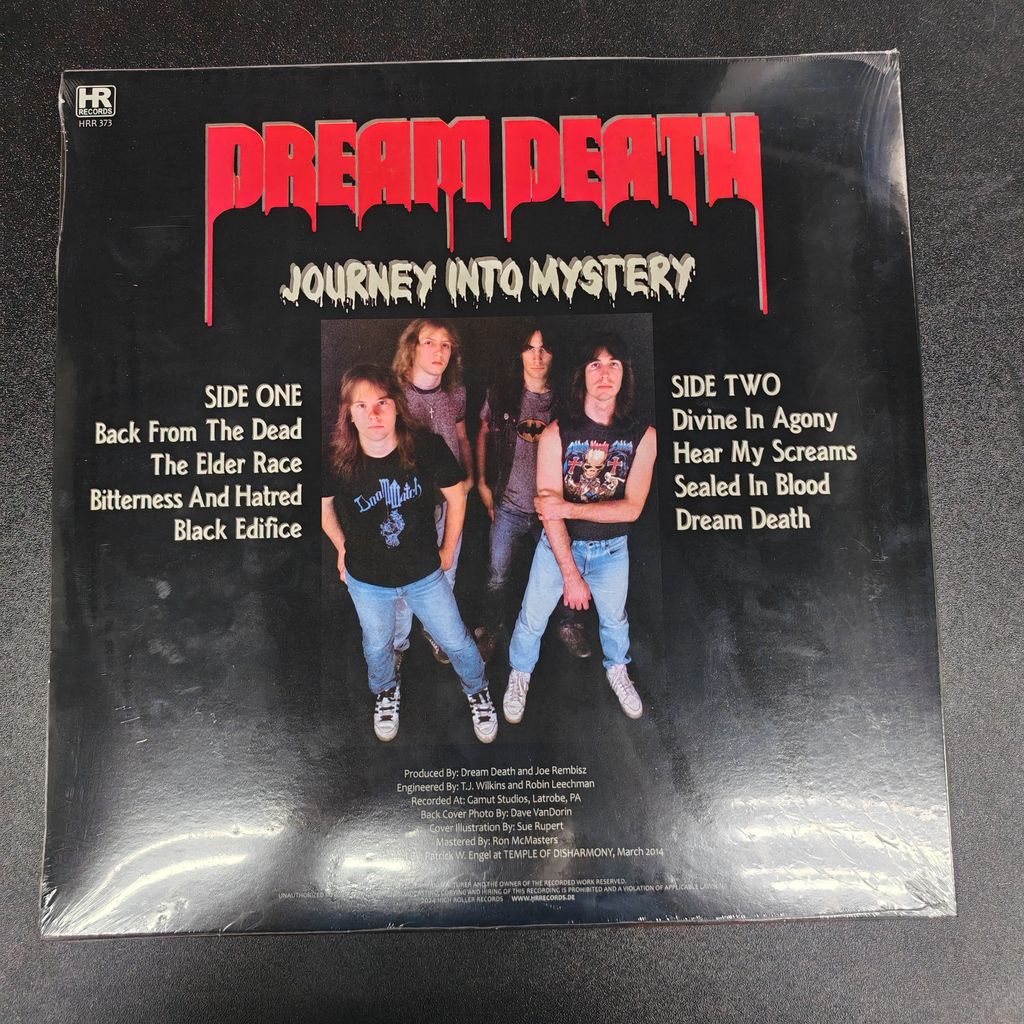 HR
RECORDS
HRR 373
DREAM DEATH
JOURNEY INTO MYSTERY
SIDE ONE
Back From The Dead
The Elder Race
Bitterness And Hatred
Black Edifice
SIDE TWO
Divine In Agony
Hear My Screams
Sealed In Blood
Dream Death
Produced By: Dream Death and Joe Rembisz
Engineered By: T.J. Wilkins and Robin Leechman
Recorded At: Gamut Studios, Latrobe, PA
Back Cover Photo By: Dave VanDorin
Cover Illustration By: Sue Rupert
Mastered By: Ron McMasters
Patrick W. Engel at TEMPLE OF DISHARMONY, March 2014
AND THE OWNER OF THE RECORDED WORK RESERVED.
UNAUTHORIZED COPYING AND HIRING OF THIS RECORDING IS PROHIBITED AND A VIOLATION OF APPLICABLE
HIGH ROLLER RECORDS WWW.HRRECORDS.DE